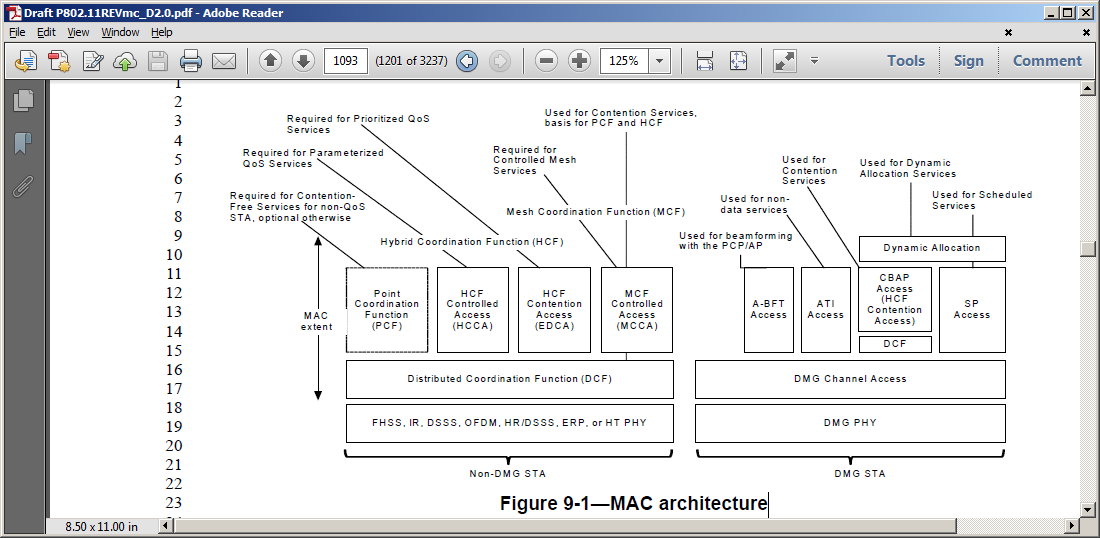 Draft P802.11REVmc_D2.0.pdf - Adobe Reader
File Edit View Window Help
1093 (1201 of 3237) 125% Tools Sign Comment
1
2
3
4
5
6
7
8
9
10
11
12
13
14
15
16
17
18
19
20
21
22
23
Required for Prioritized QoS
Services
Required for Parameterized
QoS Services
Required for Contention-
Free Services for non-QoS
STA, optional otherwise
Used for Contention Services,
basis for PCF and HCF
Required for
Controlled Mesh
Services
Mesh Coordination Function (MCF)
Hybrid Coordination Function (HCF)
MAC
extent
Point
Coordination
Function
(PCF)
HCF
Controlled
Access
(HCCA)
HCF
Contention
Access
(EDCA)
MCF
Controlled
Access
(MCCA)
Distributed Coordination Function (DCF)
FHSS, IR, DSSS, OFDM, HR/DSSS, ERP, or HT PHY
Non-DMG STA
Used for
Contention
Services
Used for Dynamic
Allocation Services
Used for non-
data services
Used for Scheduled
Services
Used for beamforming
with the PCP/AP
Dynamic Allocation
A-BFT
Access
ATI
Access
CBAP
Access
(HCF
Contention
Access)
DCF
SP
Access
DMG Channel Access
DMG PHY
DMG STA
Figure 9-1—MAC architecture
8.50 x 11.00 in